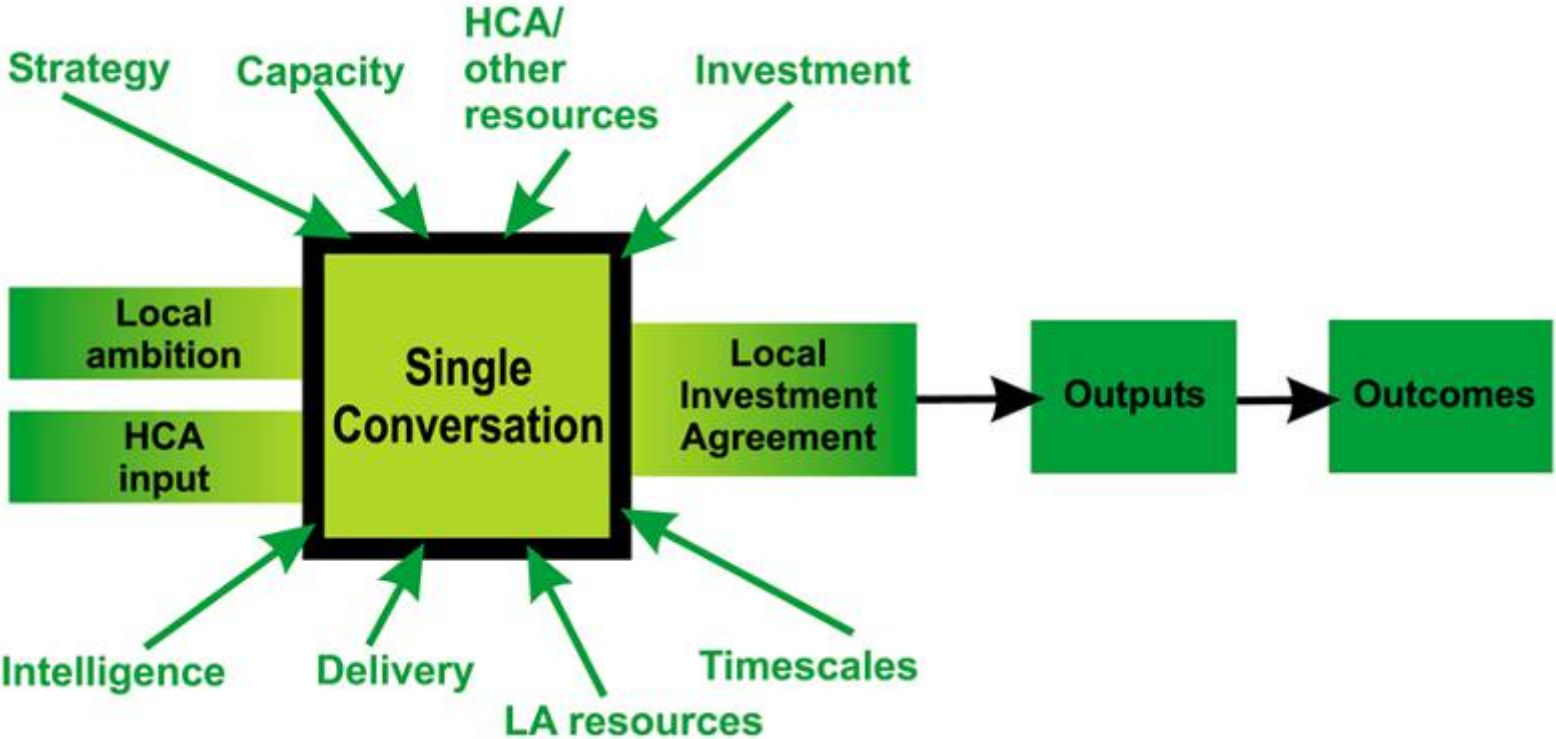 Strategy
Capacity
HCA/
other
resources
Investment
Local
ambition
HCA
input
Single
Conversation
Local
Investment
Agreement
Outputs
Outcomes
Intelligence
Delivery
LA resources
Timescales